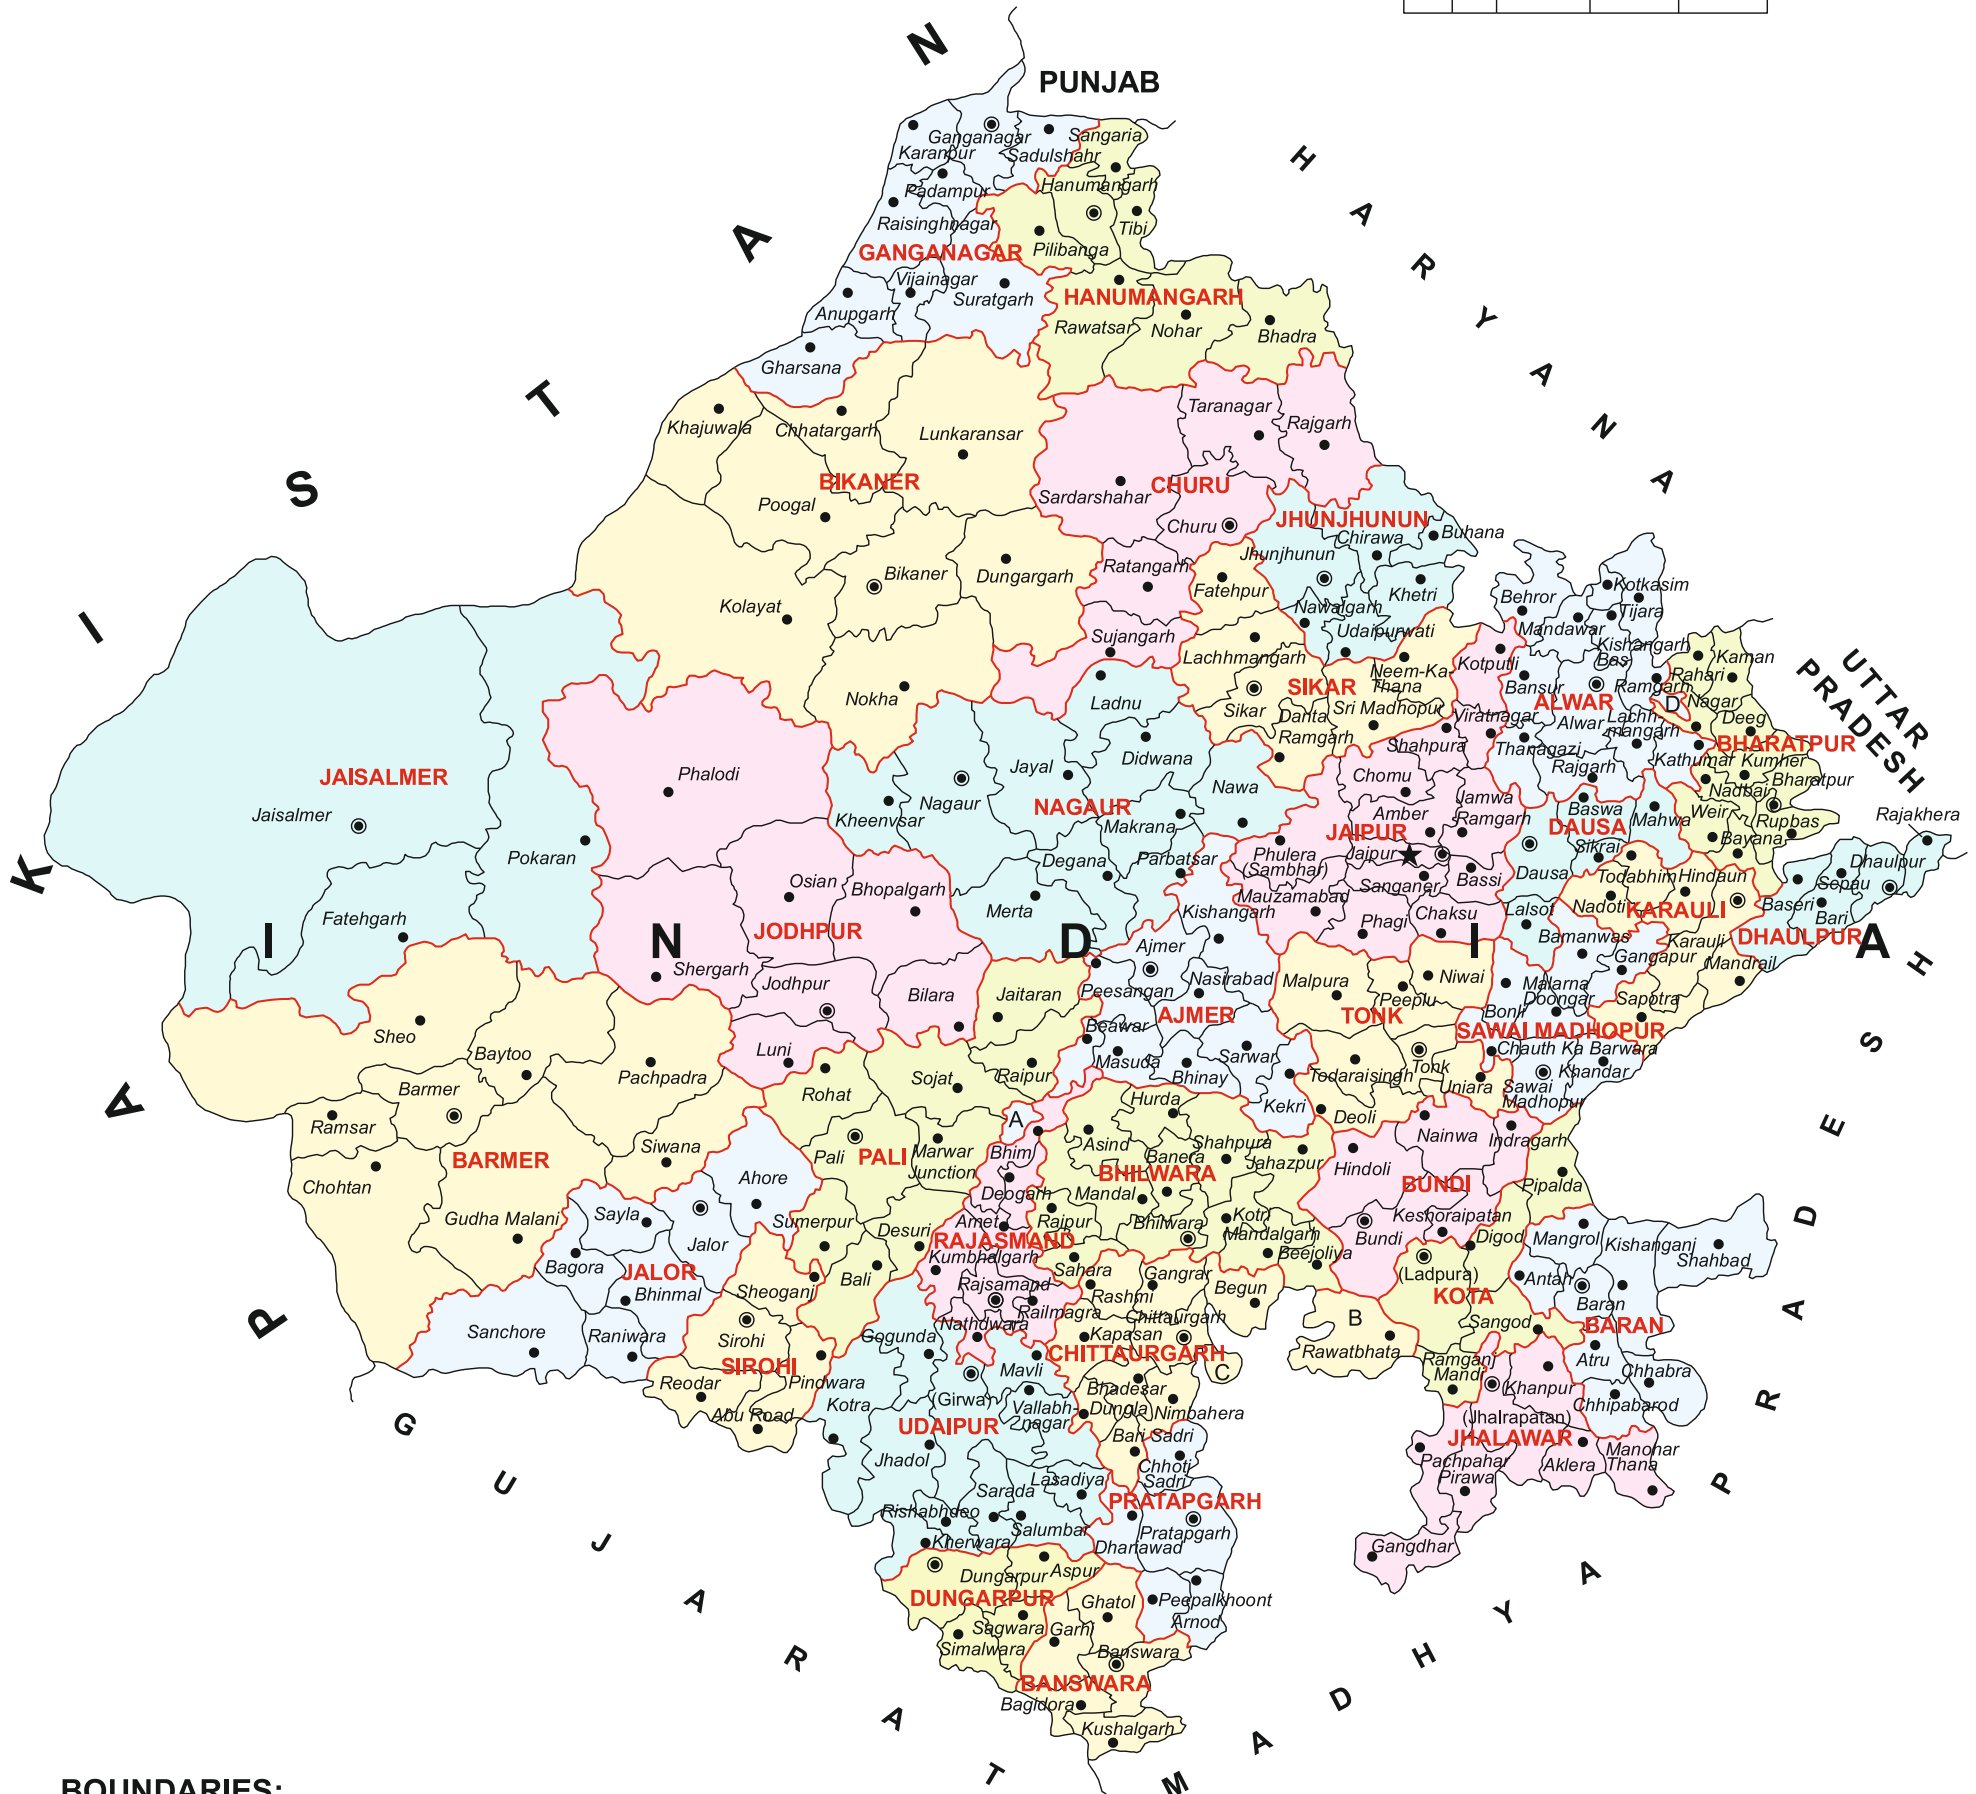 PAKISTAN
PUNJAB
HARYANA
UTTAR
PRADESH
INDIA
GUJARAT
MADHYA PRADESH
GANGANAGAR
Karanpur
Ganganagar
Sadulshahr
Padampur
Raisinghnagar
Vijainagar
Suratgarh
Anupgarh
Gharsana
HANUMANGARH
Sangaria
Hanumangarh
Tibi
Pilibanga
Rawatsar
Nohar
Bhadra
BIKANER
Khajuwala
Chhatargarh
Lunkaransar
Poogal
Kolayat
Bikaner
Dungargarh
Nokha
CHURU
Taranagar
Rajgarh
Sardarshahar
Churu
Ratangarh
Sujangarh
JHUNJHUNUN
Chirawa
Buhana
Jhunjhunun
Khetri
Nawalgarh
Udaipurwati
SIKAR
Fatehpur
Lachhmangarh
Neem-Ka-
Thana
Sikar
Danta
Ramgarh
Sri Madhopur
ALWAR
Behror
Kotkasim
Tijara
Mandawar
Kishangarh
Bas
Bansur
Ramgarh
Alwar
Lachh-
mangarh
Thanagazi
Rajgarh
Kathumar
D
BHARATPUR
Kaman
Pahari
Nagar
Deeg
Kumher
Bharatpur
Nadbai
Weir
Rupbas
Bayana
DHAULPUR
Rajakhera
Dhaulpur
Sepau
Baseri
Bari
JAIPUR
Kotputli
Viratnagar
Shahpura
Chomu
Amber
Jamwa
Ramgarh
Jaipur
Phulera
(Sambhar)
Sanganer
Bassi
Mauzamabad
Phagi
Chaksu
DAUSA
Baswa
Mahwa
Sikrai
Dausa
Lalsot
KARAULI
Todabhim
Hindaun
Nadoti
Karauli
Mandrail
Sapotra
SAWAI MADHOPUR
Bamanwas
Gangapur
Malarna
Doongar
Bonli
Chauth Ka Barwara
Khandar
Sawai
Madhopur
JAISALMER
Jaisalmer
Pokaran
Fatehgarh
JODHPUR
Phalodi
Osian
Bhopalgarh
Shergarh
Jodhpur
Bilara
Luni
NAGAUR
Ladnu
Didwana
Jayal
Nagaur
Kheenvsar
Nawa
Makrana
Degana
Parbatsar
Merta
AJMER
Kishangarh
Ajmer
Nasirabad
Peesangan
Beawar
Masuda
Bhinay
Sarwar
Kekri
A
TONK
Malpura
Peeplu
Niwai
Todaraisingh
Tonk
Uniara
Deoli
BARMER
Sheo
Baytoo
Barmer
Pachpadra
Ramsar
Chohtan
Siwana
Gudha Malani
JALOR
Ahore
Sayla
Jalor
Bagora
Bhinmal
Sanchore
Raniwara
SIROHI
Sheoganj
Sirohi
Reodar
Pindwara
Abu Road
PALI
Jaitaran
Raipur
Sojat
Rohat
Pali
Marwar
Junction
Sumerpur
Desuri
Bali
RAJASMAND
Bhim
Deogarh
Amet
Kumbhalgarh
Rajsamand
Railmagra
Nathdwara
BHILWARA
Hurda
Asind
Shahpura
Banera
Jahazpur
Mandal
Raipur
Bhilwara
Kotri
Mandalgarh
Beejoliya
Sahara
BUNDI
Nainwa
Indragarh
Hindoli
Keshoraipatan
Bundi
KOTA
Pipalda
Digod
(Ladpura)
Sangod
Ramganj
Mandi
BARAN
Mangrol
Kishanganj
Shahbad
Antah
Baran
Atru
Chhabra
Chhipabarod
JHALAWAR
Khanpur
(Jhalrapatan)
Pachpahar
Pirawa
Aklera
Manohar
Thana
Gangdhar
CHITTAURGARH
Gangrar
Rashmi
Begun
Chittaurgarh
Kapasan
Bhadesar
Dungla
Nimbahera
Bari Sadri
Rawatbhata
B
C
UDAIPUR
Gogunda
Mavli
(Girwa)
Kotra
Vallabh-
nagar
Jhadol
Lasadiya
Sarada
Rishabhdeo
Salumbar
Kherwara
PRATAPGARH
Chhoti
Sadri
Pratapgarh
Dhariawad
Peepalkhoont
Arnod
DUNGARPUR
Dungarpur
Aspur
Sagwara
Simalwara
BANSWARA
Ghatol
Garhi
Banswara
Bagidora
Kushalgarh
BOUNDARIES: